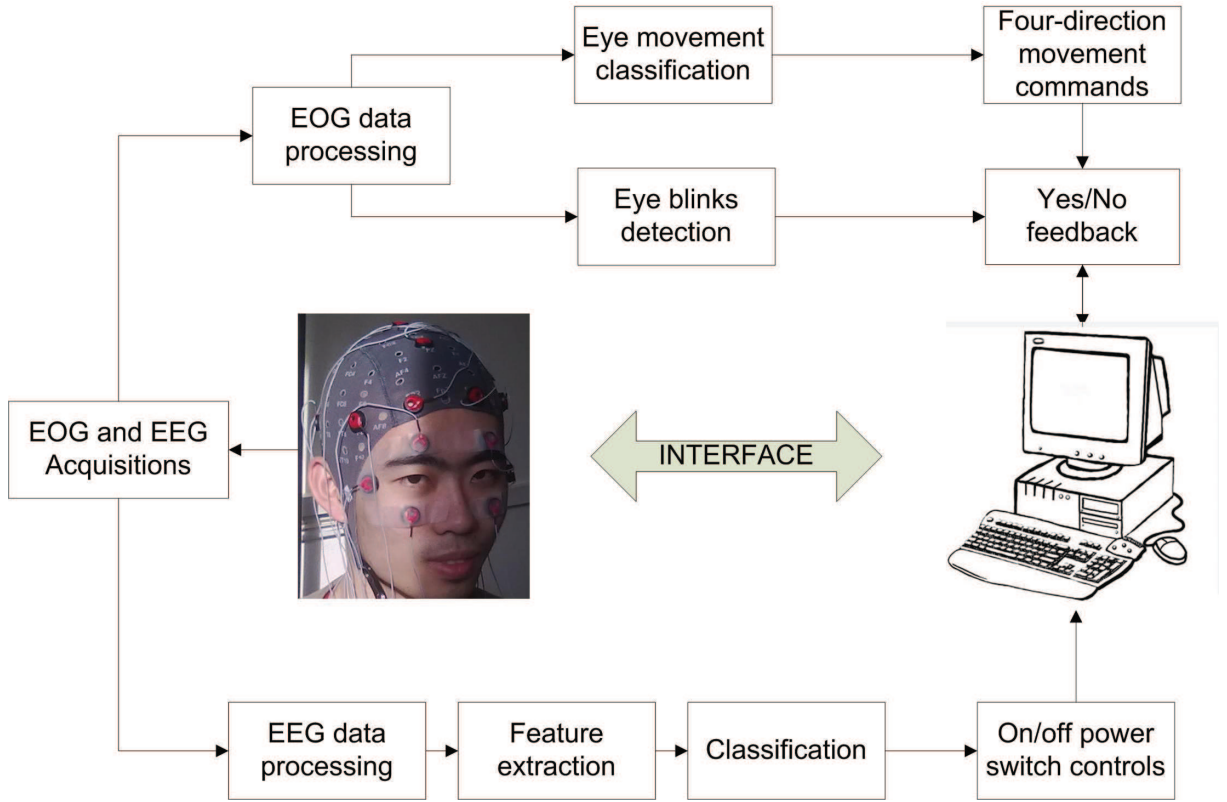 Eye movement
classification
Four-direction
movement
commands
EOG data
processing
Eye blinks
detection
Yes/No
feedback
EOG and EEG
Acquisitions
INTERFACE
EEG data
processing
Feature
extraction
Classification
On/off power
switch controls